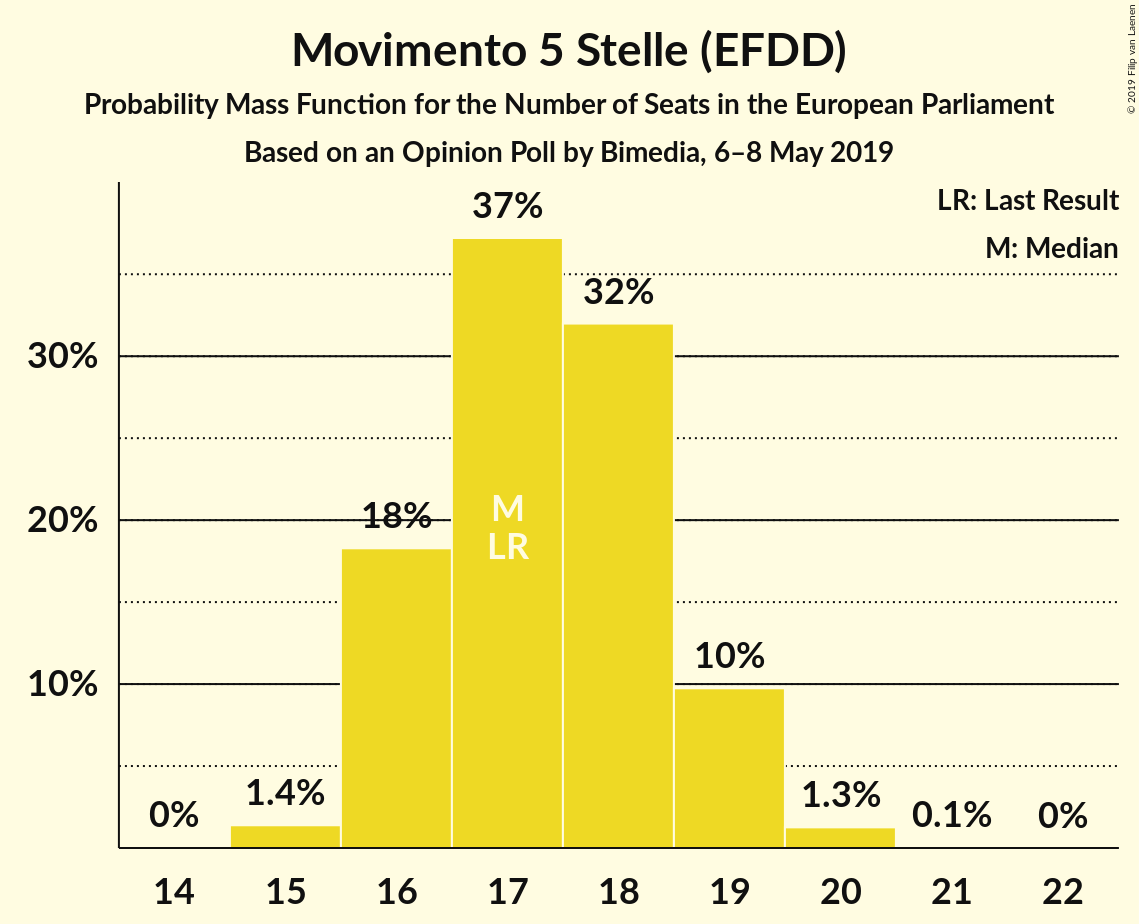 Movimento 5 Stelle (EFDD)
Probability Mass Function for the Number of Seats in the European Parliament
Based on an Opinion Poll by Bimedia, 6–8 May 2019
© 2019 Filip van Laenen
LR: Last Result
M: Median
37%
32%
30%
18%
20%
M
LR
10%
10%
1.4%
1.3%
0%
0.1%
0%
14 15 16 17 18 19 20 21 22